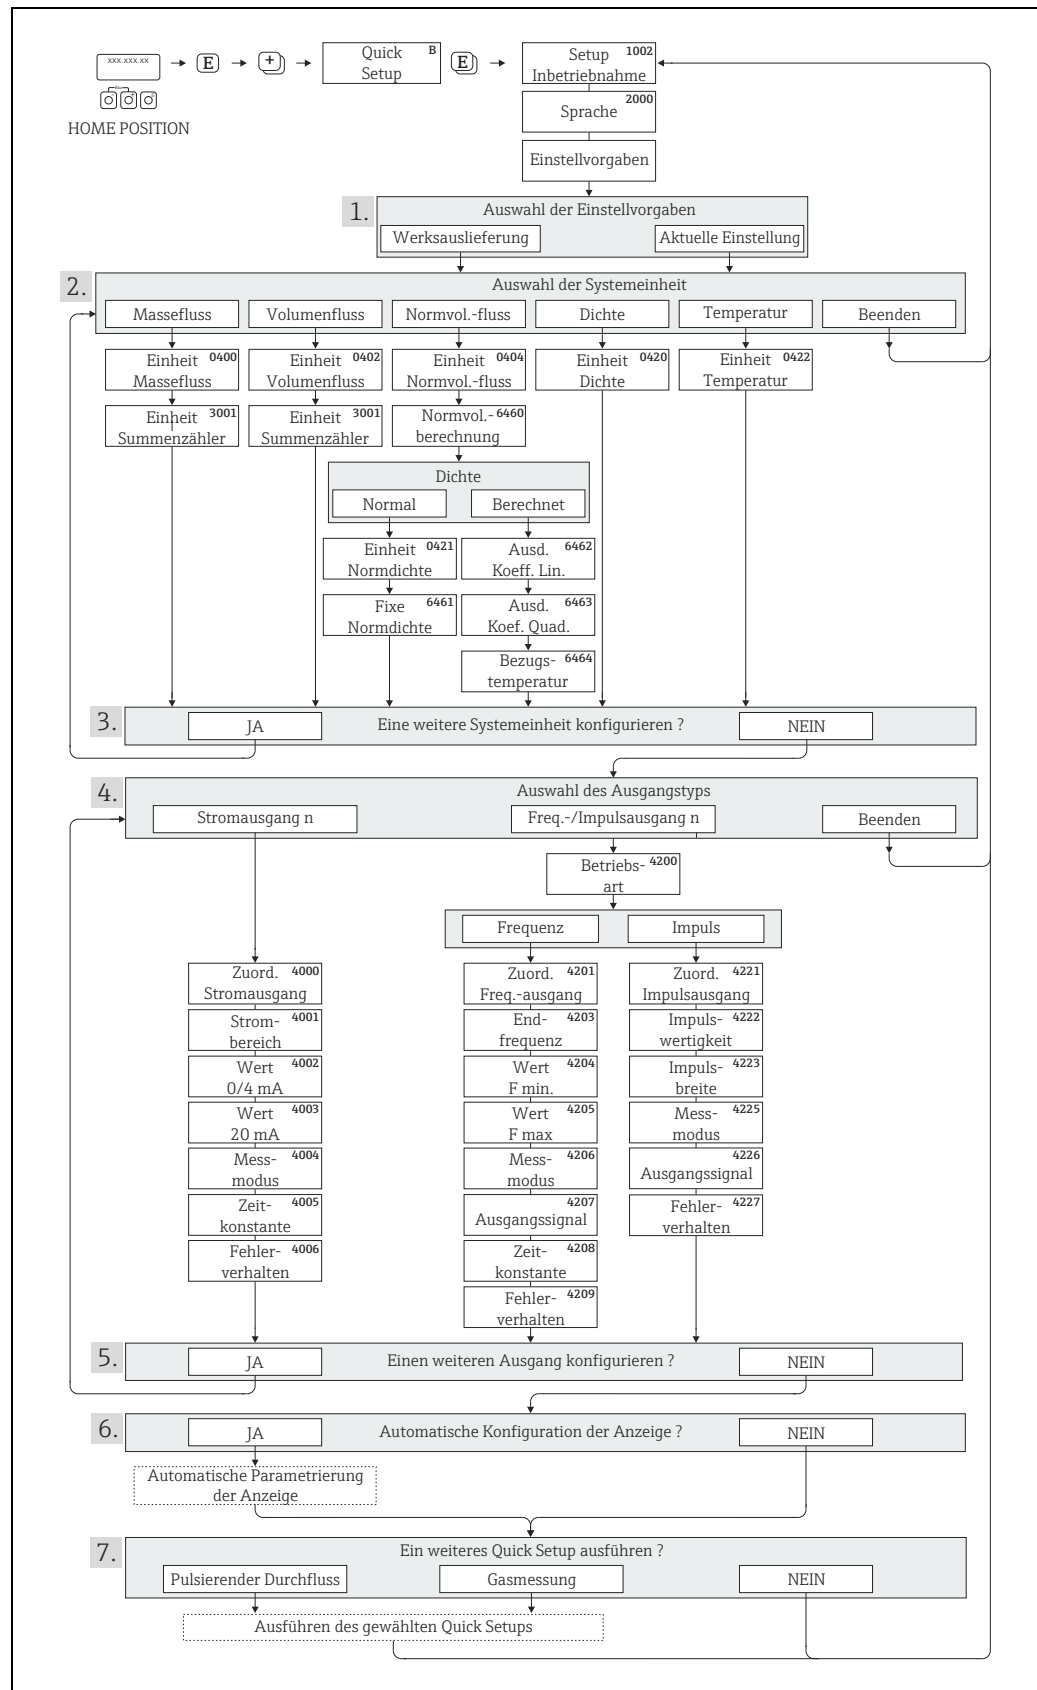 xxx.xxx.xx
E
+
Quick B
Setup
E
Setup 1002
Inbetriebnahme
HOME POSITION
Sprache 2000
Einstellvorgaben
1.
Auswahl der Einstellvorgaben
Werksauslieferung
Aktuelle Einstellung
2.
Auswahl der Systemeinheit
Massefluss
Volumenfluss
Normvol.-fluss
Dichte
Temperatur
Beenden
Einheit 0400
Massefluss
Einheit 0402
Volumenfluss
Einheit 0404
Normvol.-fluss
Einheit 0420
Dichte
Einheit 0422
Temperatur
Einheit 3001
Summenzähler
Einheit 3001
Summenzähler
Normvol.- 6460
berechnung
Dichte
Normal
Berechnet
Einheit 0421
Normdichte
Ausd. 6462
Koeff. Lin.
Fixe 6461
Normdichte
Ausd. 6463
Koef. Quad.
Bezugs- 6464
temperatur
3.
JA
Eine weitere Systemeinheit konfigurieren ?
NEIN
4.
Auswahl des Ausgangstyps
Stromausgang n
Freq.-/Impulsausgang n
Beenden
Betriebs- 4200
art
Frequenz
Impuls
Zuord. 4000
Stromausgang
Zuord. 4201
Freq.-ausgang
Zuord. 4221
Impulsausgang
Strom- 4001
bereich
End- 4203
frequenz
Impuls- 4222
wertigkeit
Wert 4002
0/4 mA
Wert 4204
F min.
Impuls- 4223
breite
Wert 4003
20 mA
Wert 4205
F max
Mess- 4225
modus
Mess- 4004
modus
Mess- 4206
modus
4226
Ausgangssignal
Zeit- 4005
konstante
4207
Ausgangssignal
Fehler- 4227
verhalten
Fehler- 4006
verhalten
Zeit- 4208
konstante
Fehler- 4209
verhalten
5.
JA
Einen weiteren Ausgang konfigurieren ?
NEIN
6.
JA
Automatische Konfiguration der Anzeige ?
NEIN
Automatische Parametrierung
der Anzeige
7.
Ein weiteres Quick Setup ausführen ?
Pulsierender Durchfluss
Gasmessung
NEIN
Ausführen des gewählten Quick Setups